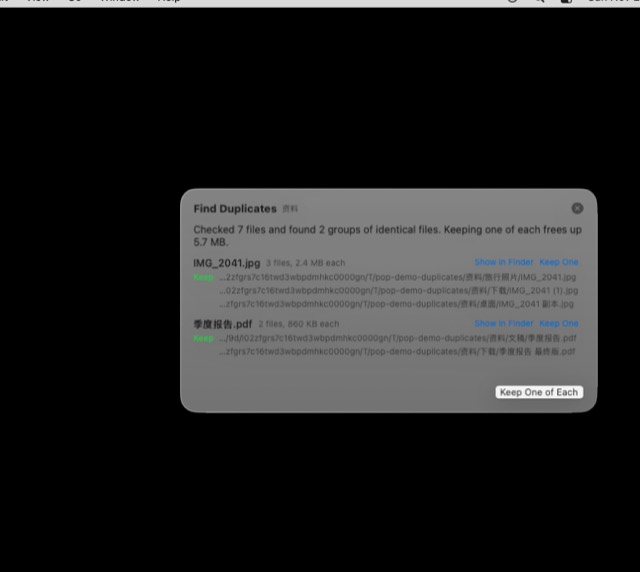 Window
Find Duplicates 资料
Checked 7 files and found 2 groups of identical files. Keeping one of each frees up
5.7 MB.
IMG_2041.jpg 3 files, 2.4 MB each Show in Finder Keep One
Keep ...2zfgrs7c16twd3wbpdmhkc0000gn/T/pop-demo-duplicates/资料/旅行照片/IMG_2041.jpg
...02zfgrs7c16twd3wbpdmhkc0000gn/T/pop-demo-duplicates/资料/下载/IMG_2041 (1).jpg
...zfgrs7c16twd3wbpdmhkc0000gn/T/pop-demo-duplicates/资料/桌面/IMG_2041 副本.jpg
季度报告.pdf 2 files, 860 KB each Show in Finder Keep One
Keep .../9d/l02zfgrs7c16twd3wbpdmhkc0000gn/T/pop-demo-duplicates/资料/文稿/季度报告.pdf
...zfgrs7c16twd3wbpdmhkc0000gn/T/pop-demo-duplicates/资料/下载/季度报告 最终版.pdf
Keep One of Each